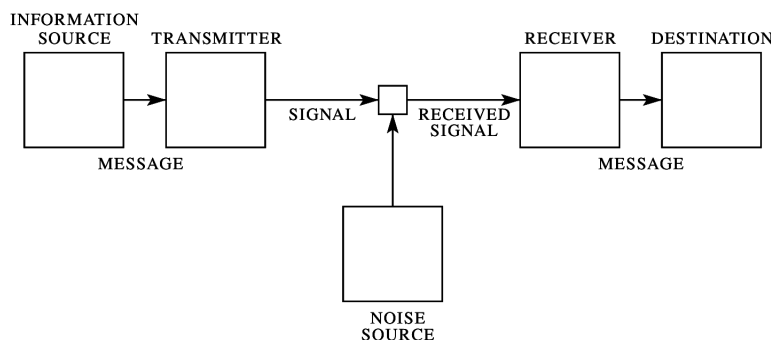 INFORMATION
SOURCE
TRANSMITTER
RECEIVER
DESTINATION
SIGNAL
RECEIVED
SIGNAL
MESSAGE
MESSAGE
NOISE
SOURCE